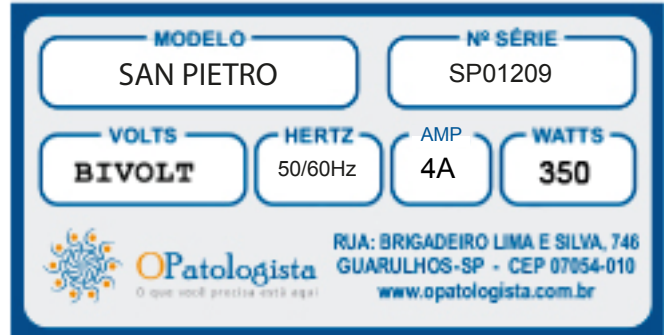 MODELO Nº SÉRIE
SAN PIETRO SP01209
VOLTS HERTZ AMP WATTS
BIVOLT 50/60Hz 4A 350
OPatologista
O que você precisa está aqui
RUA: BRIGADEIRO LIMA E SILVA, 746
GUARULHOS-SP - CEP 07054-010
www.opatologista.com.br